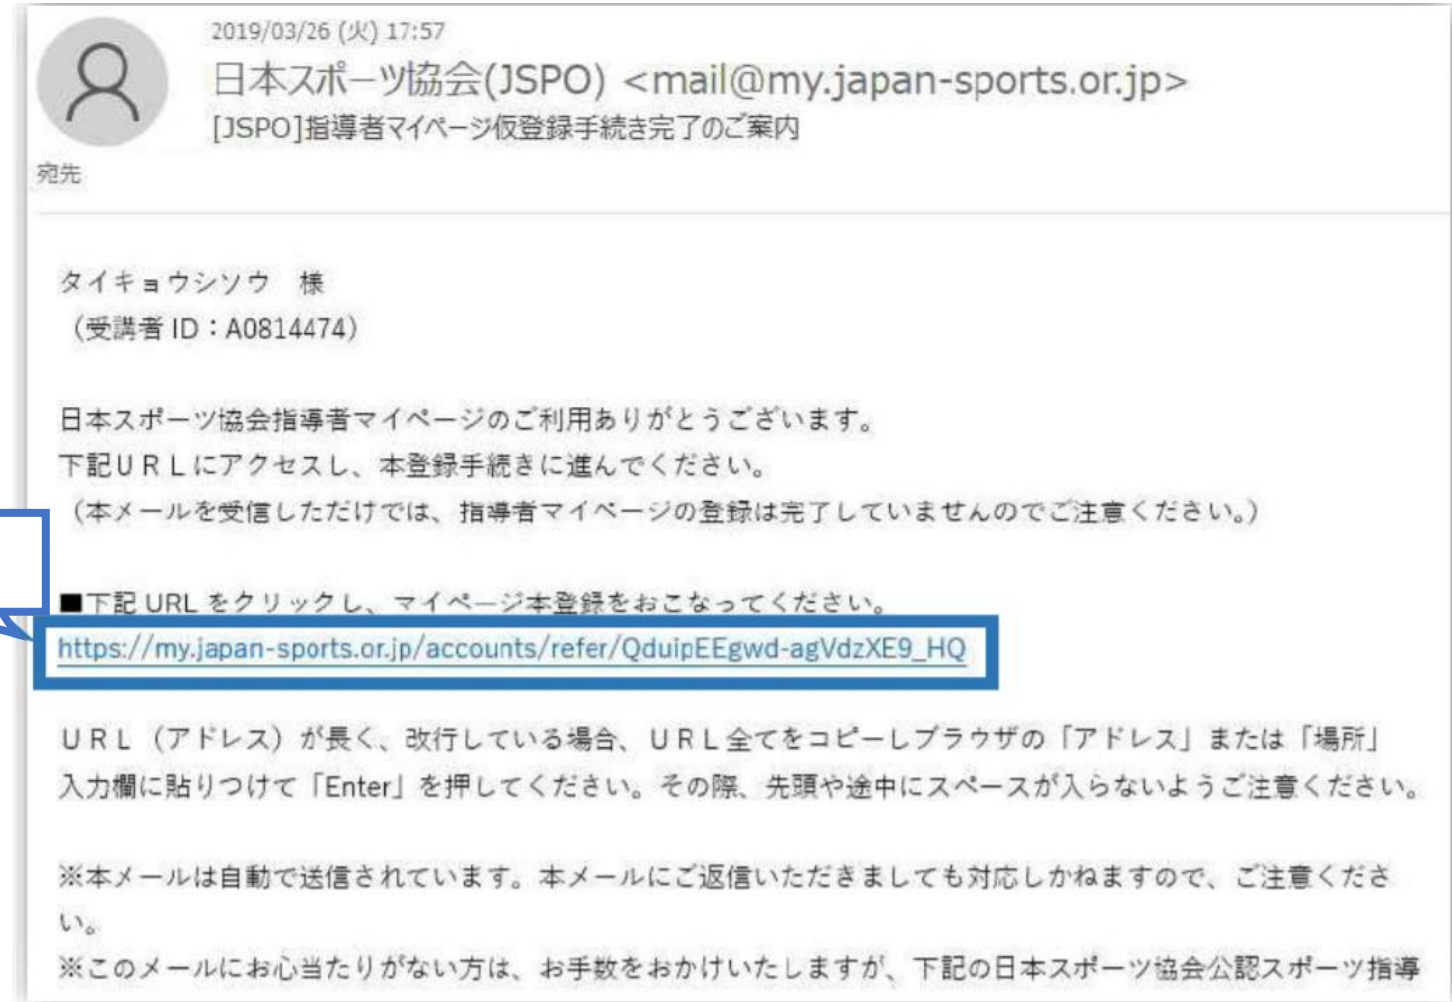 2019/03/26 (火) 17:57
日本スポーツ協会(JSPO) <mail@my.japan-sports.or.jp>
[JSPO]指導者マイページ仮登録手続き完了のご案内
宛先
タイキョウシソウ　様
（受講者 ID：A0814474）
日本スポーツ協会指導者マイページのご利用ありがとうございます。
下記ＵＲＬにアクセスし、本登録手続きに進んでください。
（本メールを受信しただけでは、指導者マイページの登録は完了していませんのでご注意ください。）
■下記 URL をクリックし、マイページ本登録をおこなってください。
https://my.japan-sports.or.jp/accounts/refer/QduipEEgwd-agVdzXE9_HQ
ＵＲＬ（アドレス）が長く、改行している場合、ＵＲＬ全てをコピーしブラウザの「アドレス」または「場所」
入力欄に貼りつけて「Enter」を押してください。その際、先頭や途中にスペースが入らないようご注意ください。
※本メールは自動で送信されています。本メールにご返信いただきましても対応しかねますので、ご注意くださ
い。
※このメールにお心当たりがない方は、お手数をおかけいたしますが、下記の日本スポーツ協会公認スポーツ指導